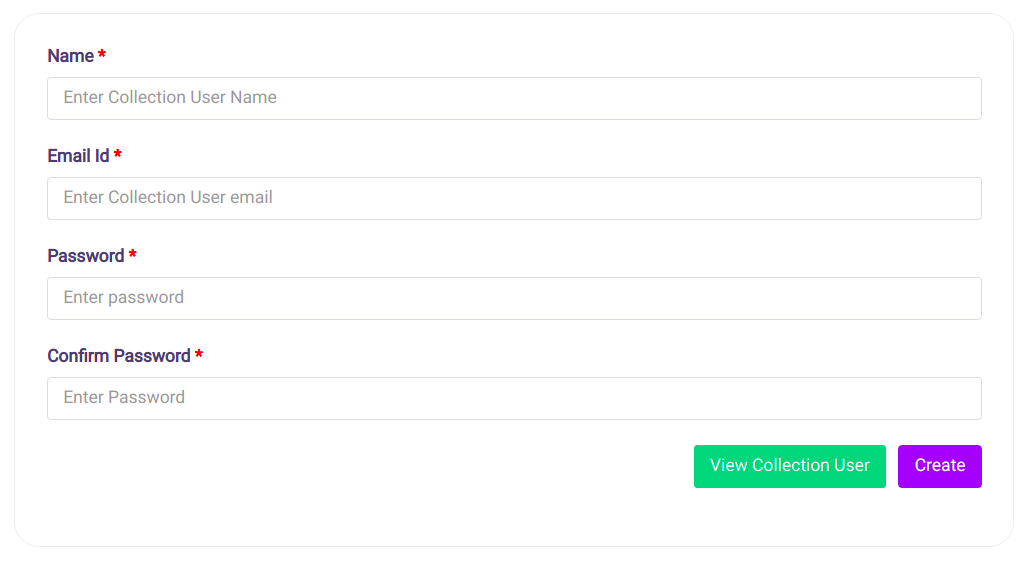 Name *
Enter Collection User Name
Email Id *
Enter Collection User email
Password *
Enter password
Confirm Password *
Enter Password
View Collection User Create